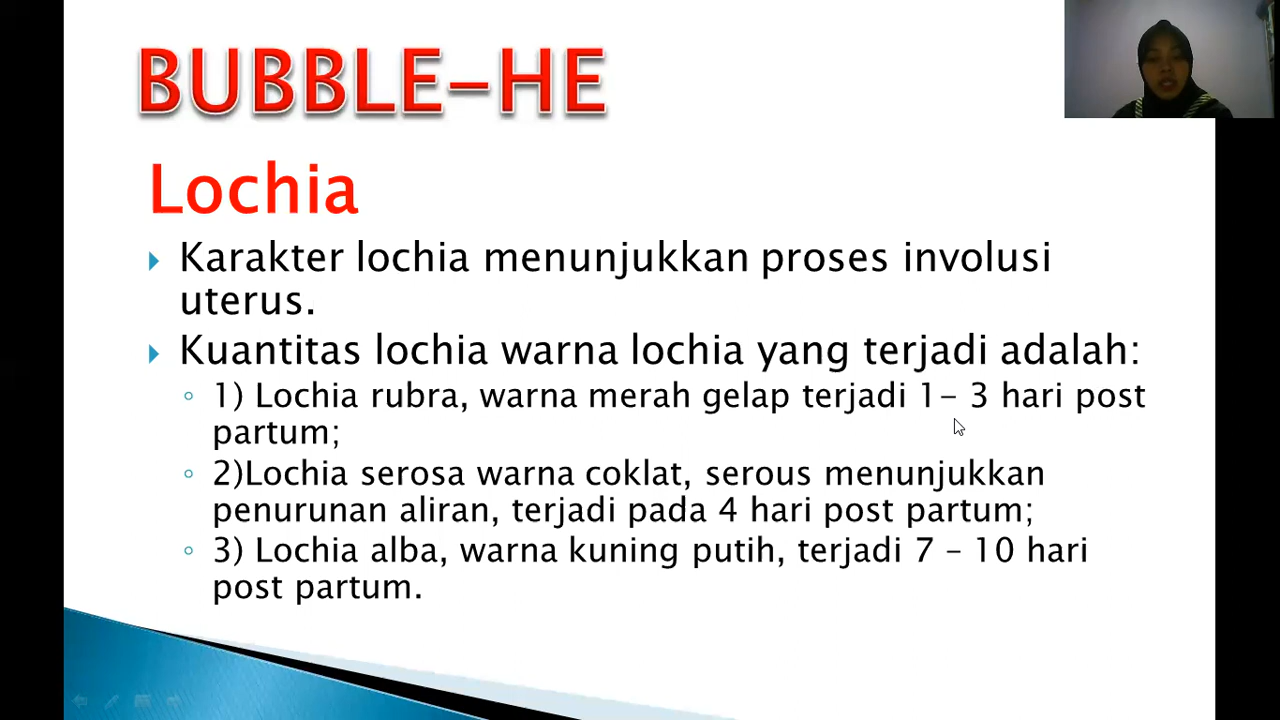 BUBBLE-HE
Lochia
Karakter lochia menunjukkan proses involusi
uterus.
Kuantitas lochia warna lochia yang terjadi adalah:
1) Lochia rubra, warna merah gelap terjadi 1- 3 hari post
partum;
2)Lochia serosa warna coklat, serous menunjukkan
penurunan aliran, terjadi pada 4 hari post partum;
3) Lochia alba, warna kuning putih, terjadi 7 - 10 hari
post partum.